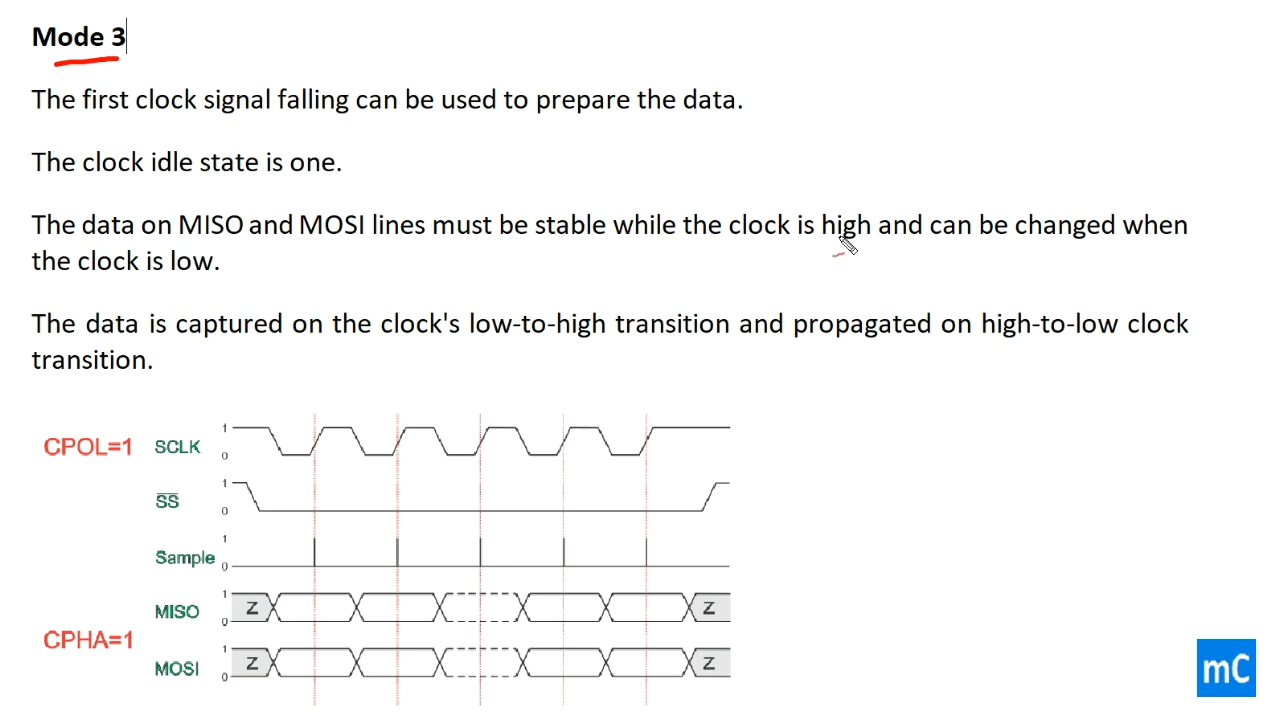 Mode 3
The first clock signal falling can be used to prepare the data.
The clock idle state is one.
The data on MISO and MOSI lines must be stable while the clock is high and can be changed when
the clock is low.
The data is captured on the clock's low-to-high transition and propagated on high-to-low clock
transition.
CPOL=1 SCLK 1 0
SS 1 0
Sample 1 0
MISO 1 0 Z Z
CPHA=1
MOSI 1 0 Z Z
mC